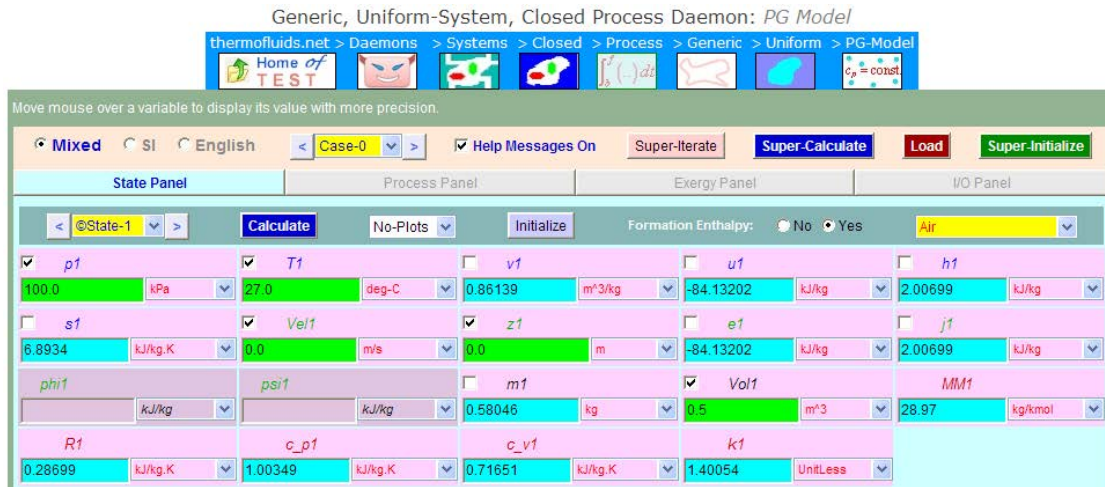 Generic, Uniform-System, Closed Process Daemon: PG Model
thermofluids.net > Daemons > Systems > Closed > Process > Generic > Uniform > PG-Model
Home of TEST ∫(..)dt c_p = const.
Move mouse over a variable to display its value with more precision.
Mixed SI English < Case-0 > Help Messages On Super-Iterate Super-Calculate Load Super-Initialize
State Panel Process Panel Exergy Panel I/O Panel
< ©State-1 > Calculate No-Plots Initialize Formation Enthalpy: No Yes Air
p1 T1 v1 u1 h1
100.0 kPa 27.0 deg-C 0.86139 m^3/kg -84.13202 kJ/kg 2.00699 kJ/kg
s1 Vel1 z1 e1 j1
6.8934 kJ/kg.K 0.0 m/s 0.0 m -84.13202 kJ/kg 2.00699 kJ/kg
phi1 psi1 m1 Vol1 MM1
kJ/kg kJ/kg 0.58046 kg 0.5 m^3 28.97 kg/kmol
R1 c_p1 c_v1 k1
0.28699 kJ/kg.K 1.00349 kJ/kg.K 0.71651 kJ/kg.K 1.40054 UnitLess